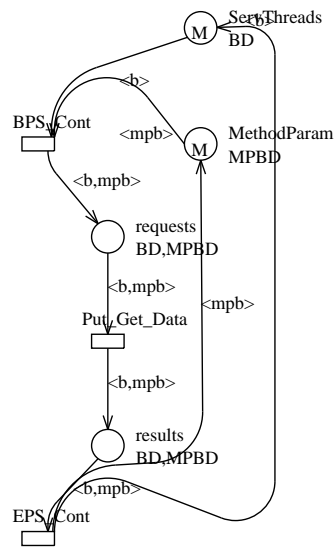 ServThreads
<b>
M
BD
<b>
BPS_Cont
<mpb>
MethodParam
M
MPBD
<b,mpb>
requests
BD,MPBD
<b,mpb>
<mpb>
Put_Get_Data
<b,mpb>
results
BD,MPBD
<b,mpb>
EPS_Cont